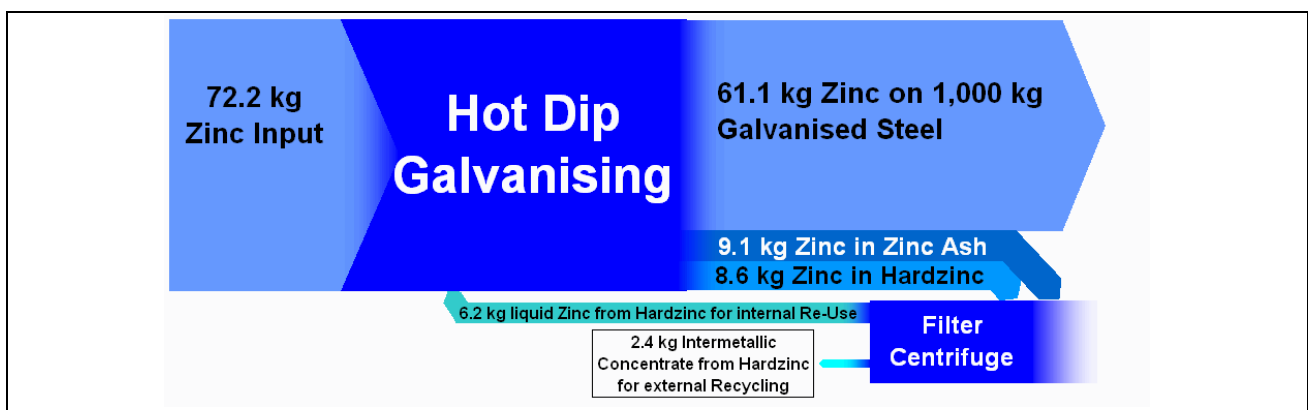 72.2 kg
Zinc Input
Hot Dip
Galvanising
61.1 kg Zinc on 1,000 kg
Galvanised Steel
9.1 kg Zinc in Zinc Ash
8.6 kg Zinc in Hardzinc
6.2 kg liquid Zinc from Hardzinc for internal Re-Use
Filter
Centrifuge
2.4 kg Intermetallic
Concentrate from Hardzinc
for external Recycling